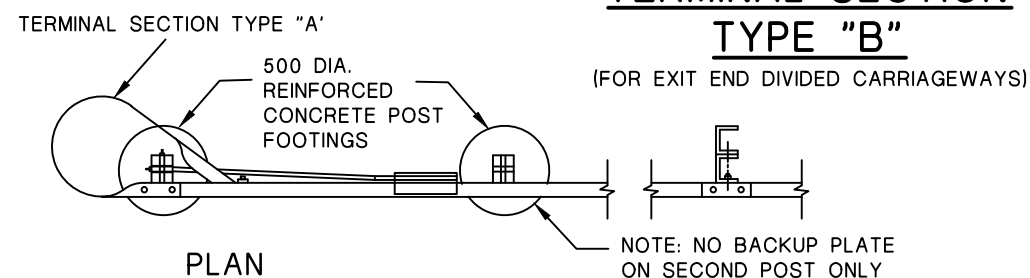 TERMINAL SECTION
TYPE "B"
(FOR EXIT END DIVIDED CARRIAGEWAYS)
TERMINAL SECTION TYPE "A'
500 DIA.
REINFORCED
CONCRETE POST
FOOTINGS
NOTE: NO BACKUP PLATE
ON SECOND POST ONLY
PLAN